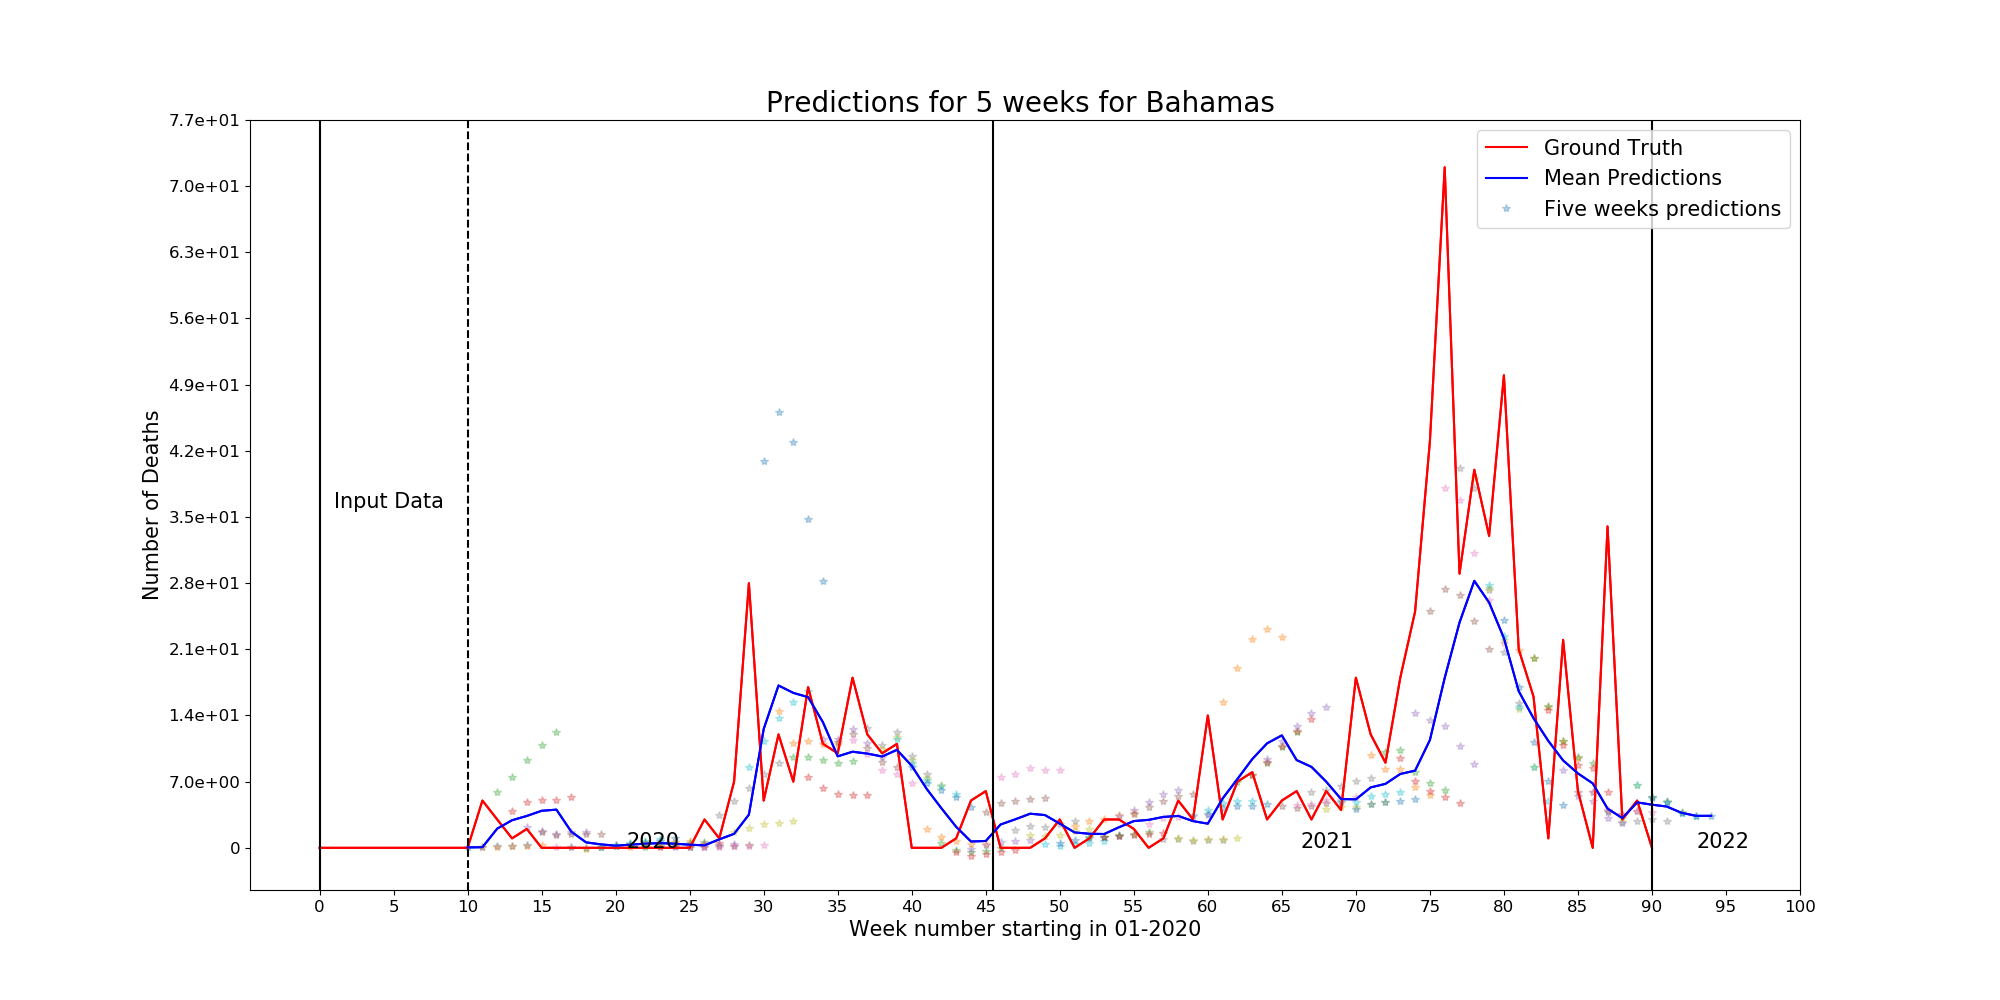 Predictions for 5 weeks for Bahamas
7.7e+01
7.0e+01
6.3e+01
5.6e+01
4.9e+01
4.2e+01
3.5e+01
2.8e+01
2.1e+01
1.4e+01
7.0e+00
0
Number of Deaths
Ground Truth
Mean Predictions
Five weeks predictions
Input Data
2020
2021
2022
0 5 10 15 20 25 30 35 40 45 50 55 60 65 70 75 80 85 90 95 100
Week number starting in 01-2020